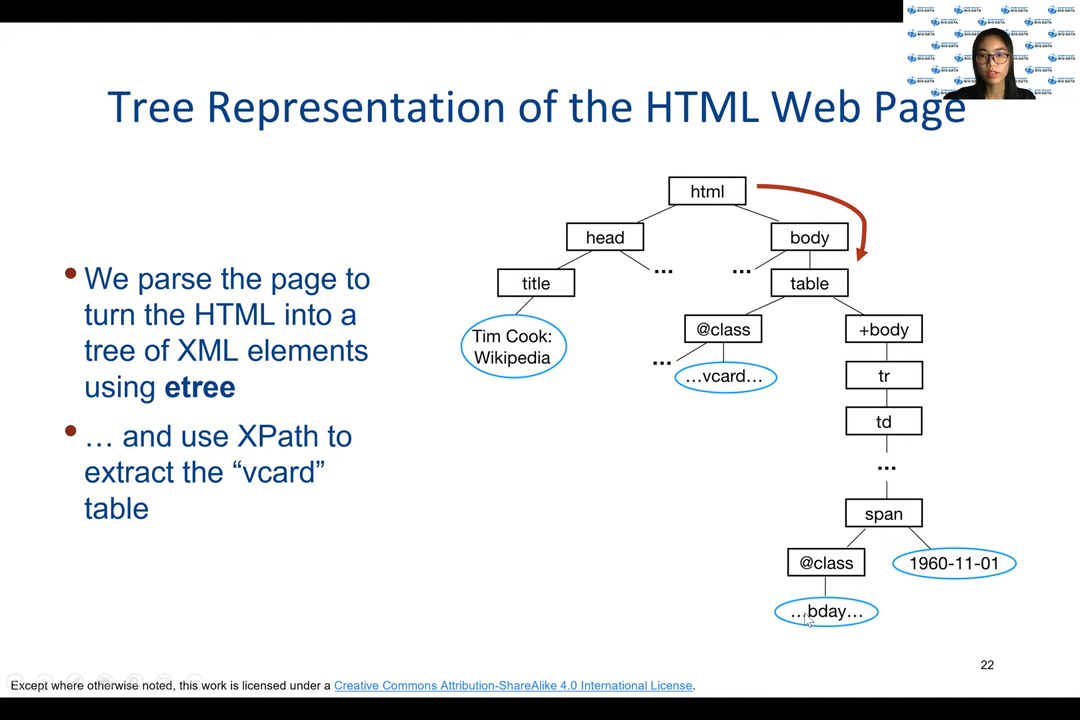 Tree Representation of the HTML Web Page
• We parse the page to
turn the HTML into a
tree of XML elements
using etree
• … and use XPath to
extract the “vcard”
table
html
head
body
...
...
title
table
Tim Cook:
Wikipedia
@class
+body
...
…vcard…
tr
td
...
span
@class
1960-11-01
…bday…
22
Except where otherwise noted, this work is licensed under a Creative Commons Attribution-ShareAlike 4.0 International License.
BIG DATA